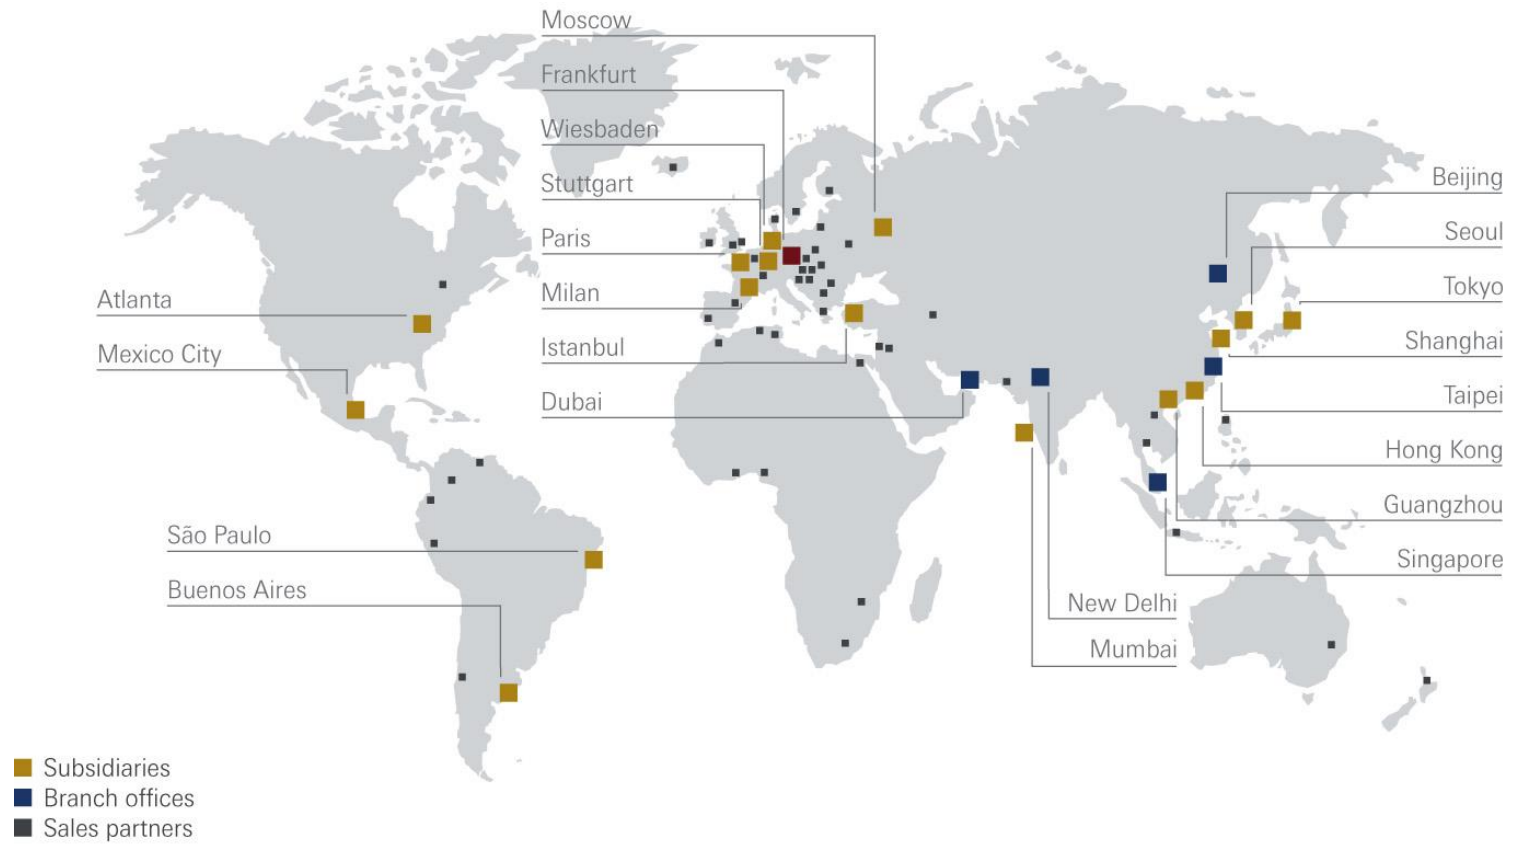 Moscow
Frankfurt
Wiesbaden
Stuttgart
Paris
Milan
Istanbul
Dubai
Atlanta
Mexico City
São Paulo
Buenos Aires
Beijing
Seoul
Tokyo
Shanghai
Taipei
Hong Kong
Guangzhou
Singapore
New Delhi
Mumbai
Subsidiaries
Branch offices
Sales partners